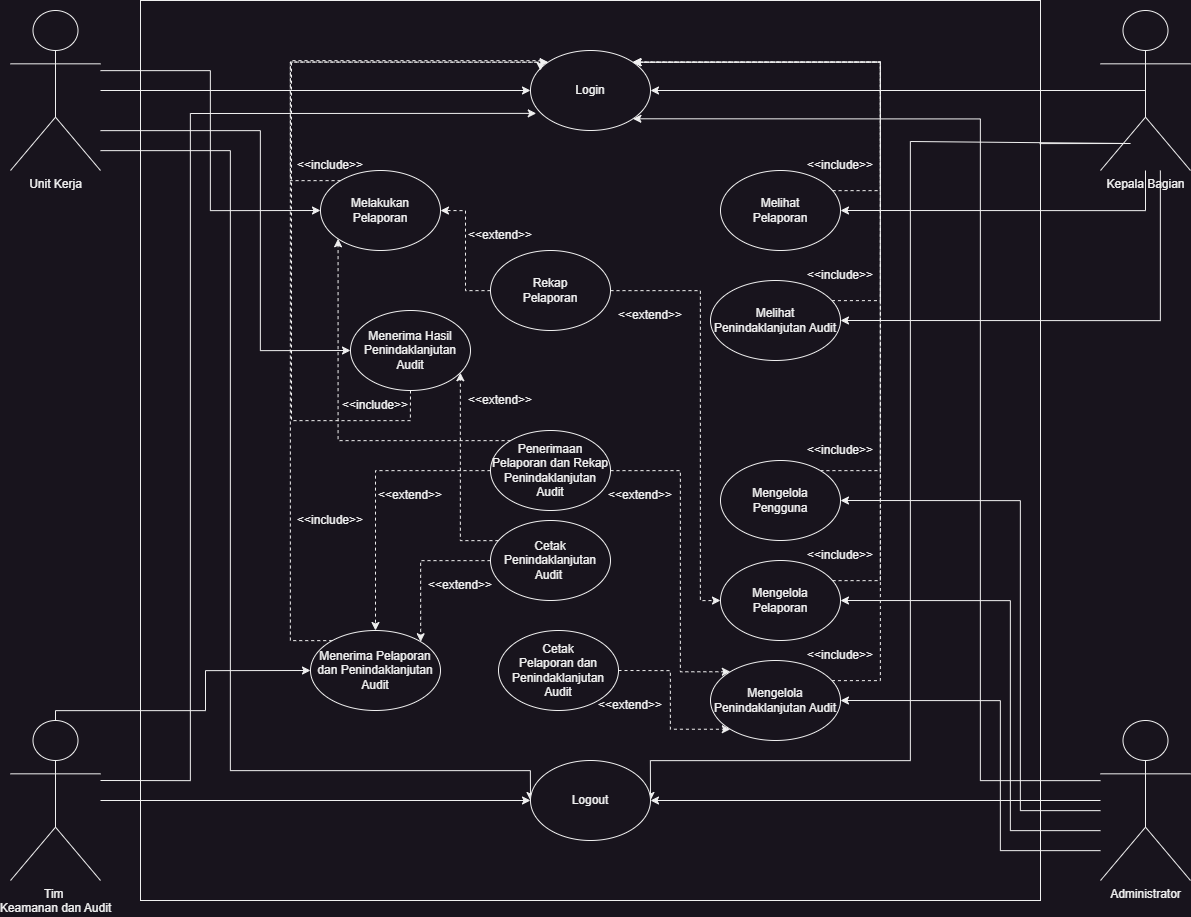 Login
<<include>>
<<include>>
Unit Kerja
Kepala Bagian
Melakukan
Pelaporan
Melihat
Pelaporan
<<extend>>
<<include>>
Rekap
Pelaporan
<<extend>>
Melihat
Penindaklanjutan Audit
Menerima Hasil
Penindaklanjutan
Audit
<<include>>
<<extend>>
Penerimaan
Pelaporan dan Rekap
Penindaklanjutan
Audit
<<include>>
<<extend>>
<<extend>>
Mengelola
Pengguna
<<include>>
Cetak
Penindaklanjutan
Audit
<<include>>
<<extend>>
Mengelola
Pelaporan
Menerima Pelaporan
dan Penindaklanjutan
Audit
Cetak
Pelaporan dan
Penindaklanjutan
Audit
<<include>>
<<extend>>
Mengelola
Penindaklanjutan Audit
Logout
Tim
Keamanan dan Audit
Administrator